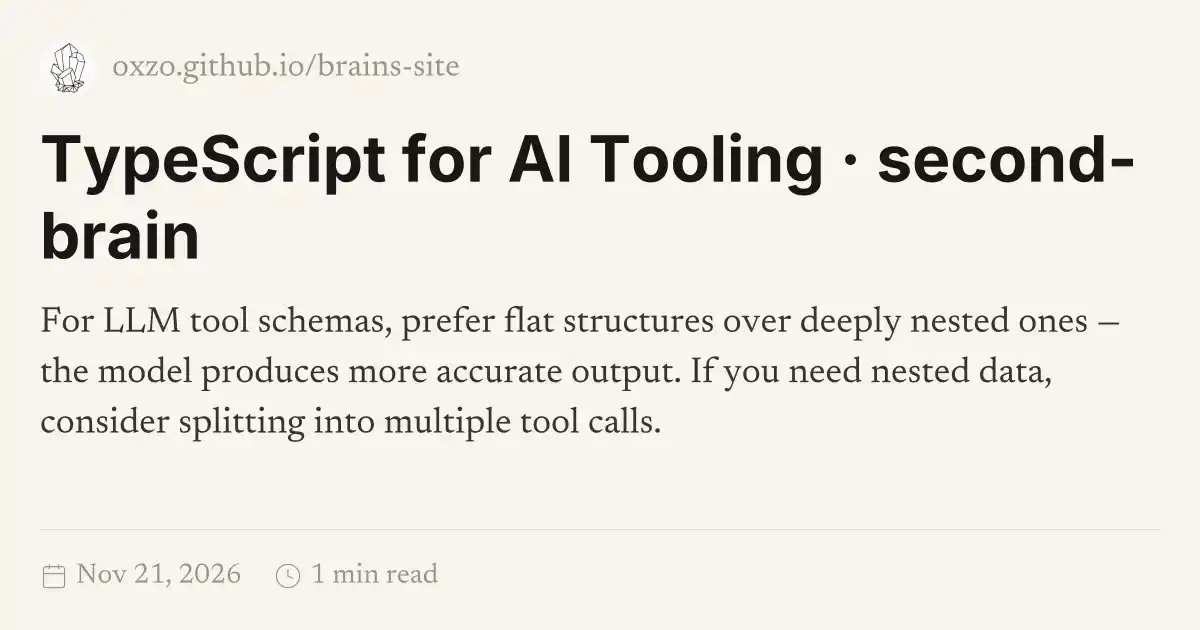 oxzo.github.io/brains-site
TypeScript for AI Tooling · second-
brain
For LLM tool schemas, prefer flat structures over deeply nested ones —
the model produces more accurate output. If you need nested data,
consider splitting into multiple tool calls.
Nov 21, 2026 1 min read